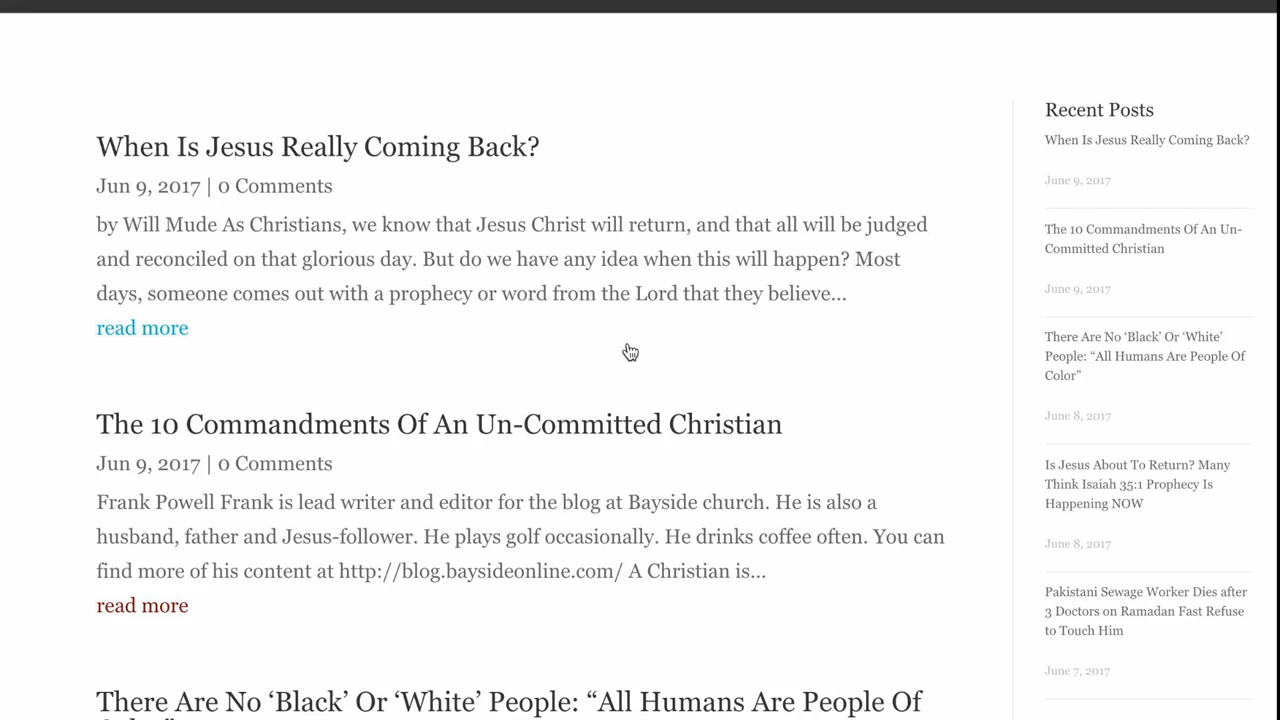 When Is Jesus Really Coming Back?
Jun 9, 2017 | 0 Comments
by Will Mude As Christians, we know that Jesus Christ will return, and that all will be judged
and reconciled on that glorious day. But do we have any idea when this will happen? Most
days, someone comes out with a prophecy or word from the Lord that they believe...
read more
The 10 Commandments Of An Un-Committed Christian
Jun 9, 2017 | 0 Comments
Frank Powell Frank is lead writer and editor for the blog at Bayside church. He is also a
husband, father and Jesus-follower. He plays golf occasionally. He drinks coffee often. You can
find more of his content at http://blog.baysideonline.com/ A Christian is...
read more
There Are No ‘Black’ Or ‘White’ People: “All Humans Are People Of
Recent Posts
When Is Jesus Really Coming Back?
June 9, 2017
The 10 Commandments Of An Un-
Committed Christian
June 9, 2017
There Are No ‘Black’ Or ‘White’
People: “All Humans Are People Of
Color”
June 8, 2017
Is Jesus About To Return? Many
Think Isaiah 35:1 Prophecy Is
Happening NOW
June 8, 2017
Pakistani Sewage Worker Dies after
3 Doctors on Ramadan Fast Refuse
to Touch Him
June 7, 2017